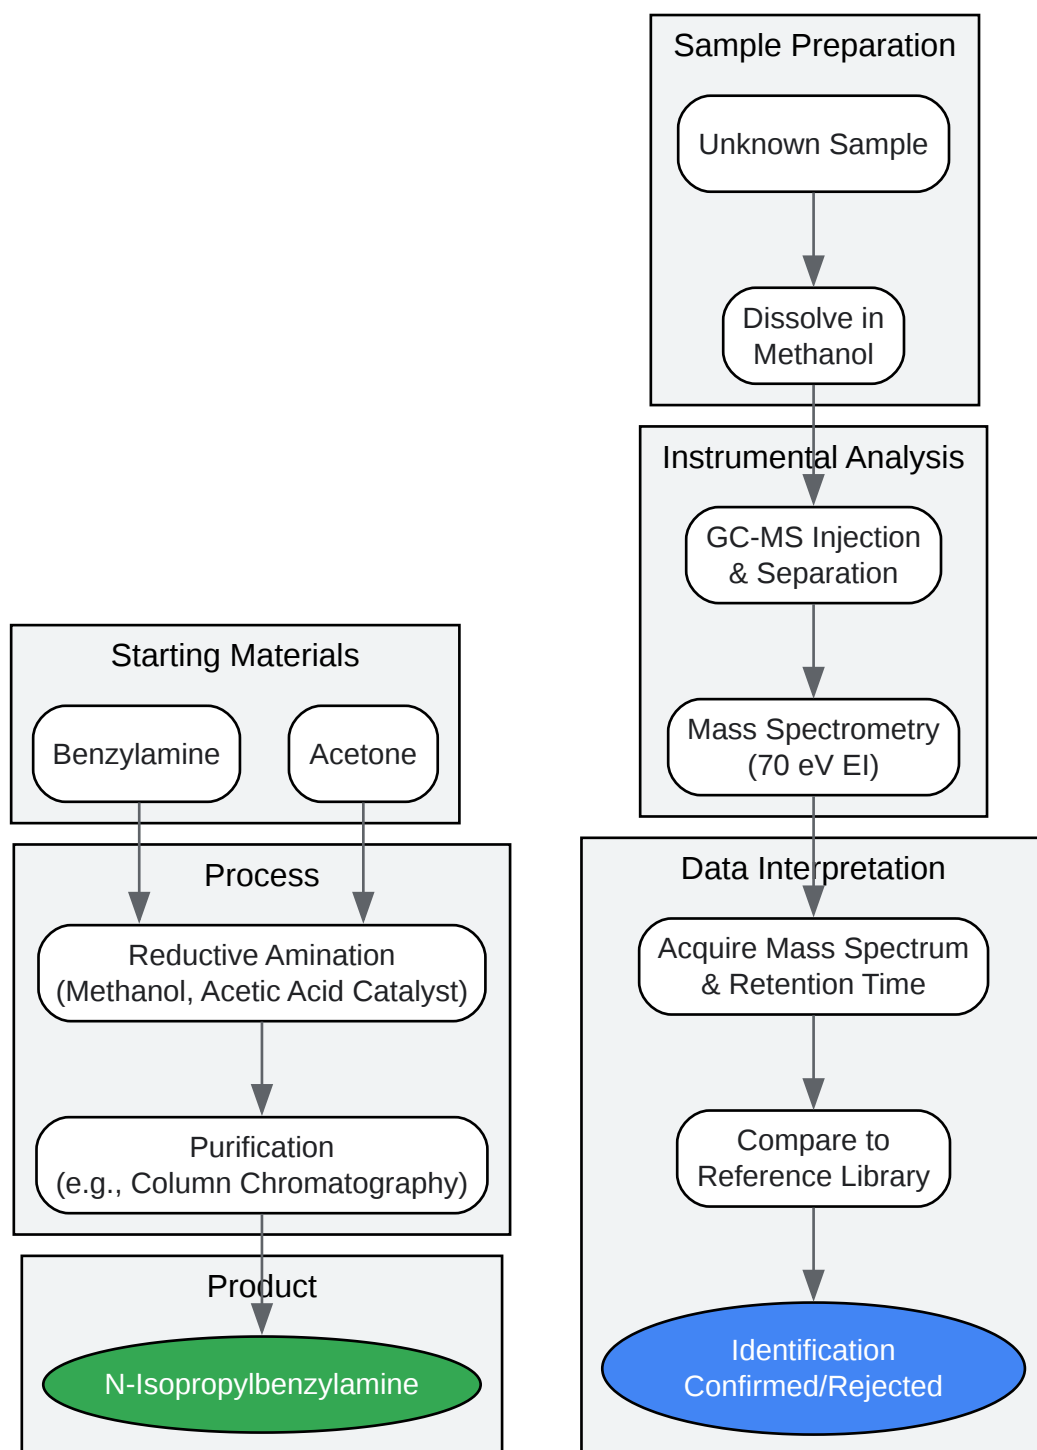 Sample Preparation
Unknown Sample
Dissolve in
Methanol
Instrumental Analysis
GC-MS Injection
& Separation
Mass Spectrometry
(70 eV EI)
Data Interpretation
Acquire Mass Spectrum
& Retention Time
Compare to
Reference Library
Identification
Confirmed/Rejected
Starting Materials
Benzylamine
Acetone
Process
Reductive Amination
(Methanol, Acetic Acid Catalyst)
Purification
(e.g., Column Chromatography)
Product
N-Isopropylbenzylamine